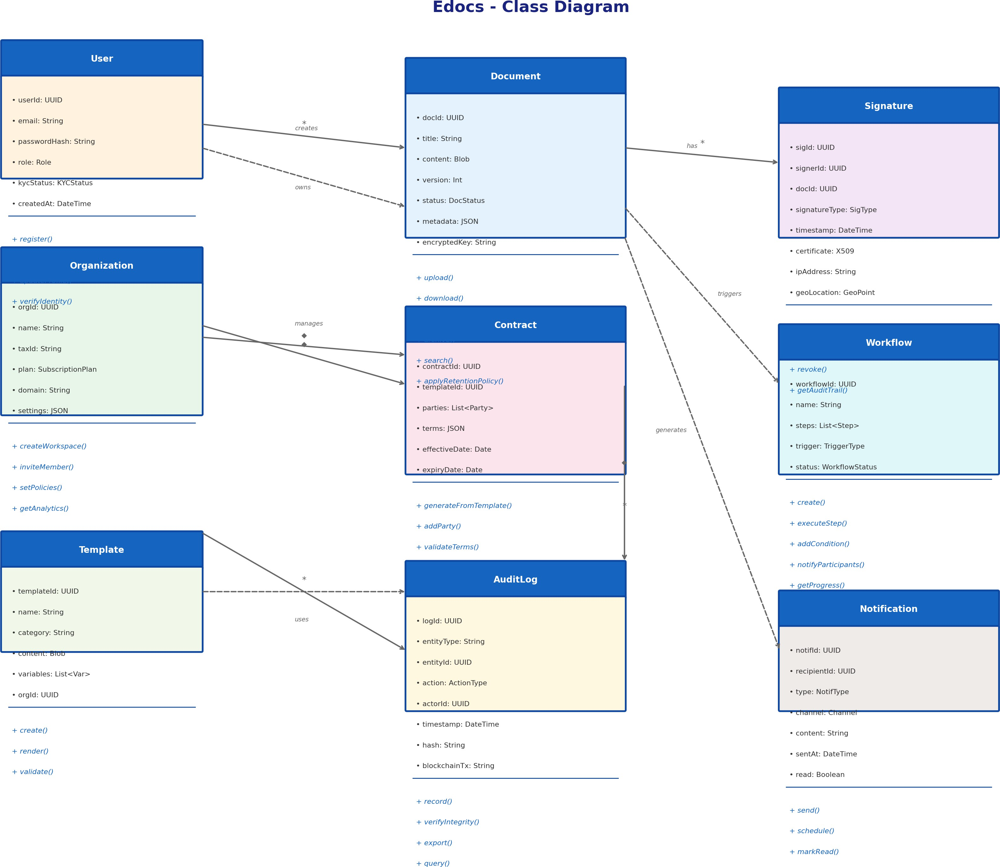 Edocs - Class Diagram
User
• userId: UUID
• email: String
• passwordHash: String
• role: Role
• kycStatus: KYCStatus
• createdAt: DateTime
+ register()
+ verifyIdentity()
Organization
• orgId: UUID
• name: String
• taxId: String
• plan: SubscriptionPlan
• domain: String
• settings: JSON
+ createWorkspace()
+ inviteMember()
+ setPolicies()
+ getAnalytics()
Template
• templateId: UUID
• name: String
• category: String
• content: Blob
• variables: List<Var>
• orgId: UUID
+ create()
+ render()
+ validate()
*
creates
owns
manages
*
uses
Document
• docId: UUID
• title: String
• content: Blob
• version: Int
• status: DocStatus
• metadata: JSON
• encryptedKey: String
+ upload()
+ download()
+ search()
+ applyRetentionPolicy()
Contract
• contractId: UUID
• templateId: UUID
• parties: List<Party>
• terms: JSON
• effectiveDate: Date
• expiryDate: Date
+ generateFromTemplate()
+ addParty()
+ validateTerms()
*
AuditLog
• logId: UUID
• entityType: String
• entityId: UUID
• action: ActionType
• actorId: UUID
• timestamp: DateTime
• hash: String
• blockchainTx: String
+ record()
+ verifyIntegrity()
+ export()
+ query()
has *
triggers
generates
Signature
• sigId: UUID
• signerId: UUID
• docId: UUID
• signatureType: SigType
• timestamp: DateTime
• certificate: X509
• ipAddress: String
• geoLocation: GeoPoint
+ revoke()
+ getAuditTrail()
Workflow
• workflowId: UUID
• name: String
• steps: List<Step>
• trigger: TriggerType
• status: WorkflowStatus
+ create()
+ executeStep()
+ addCondition()
+ notifyParticipants()
+ getProgress()
Notification
• notifId: UUID
• recipientId: UUID
• type: NotifType
• channel: Channel
• content: String
• sentAt: DateTime
• read: Boolean
+ send()
+ schedule()
+ markRead()